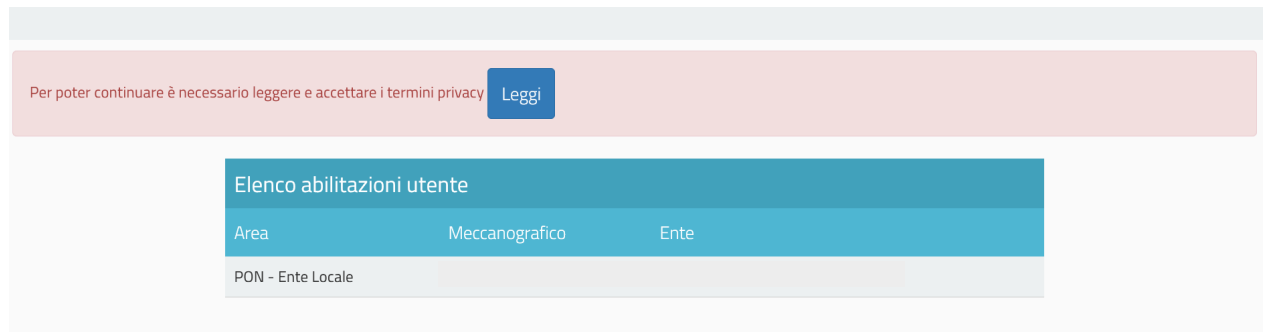 Per poter continuare è necessario leggere e accettare i termini privacy Leggi
Elenco abilitazioni utente
Area Meccanografico Ente
PON - Ente Locale